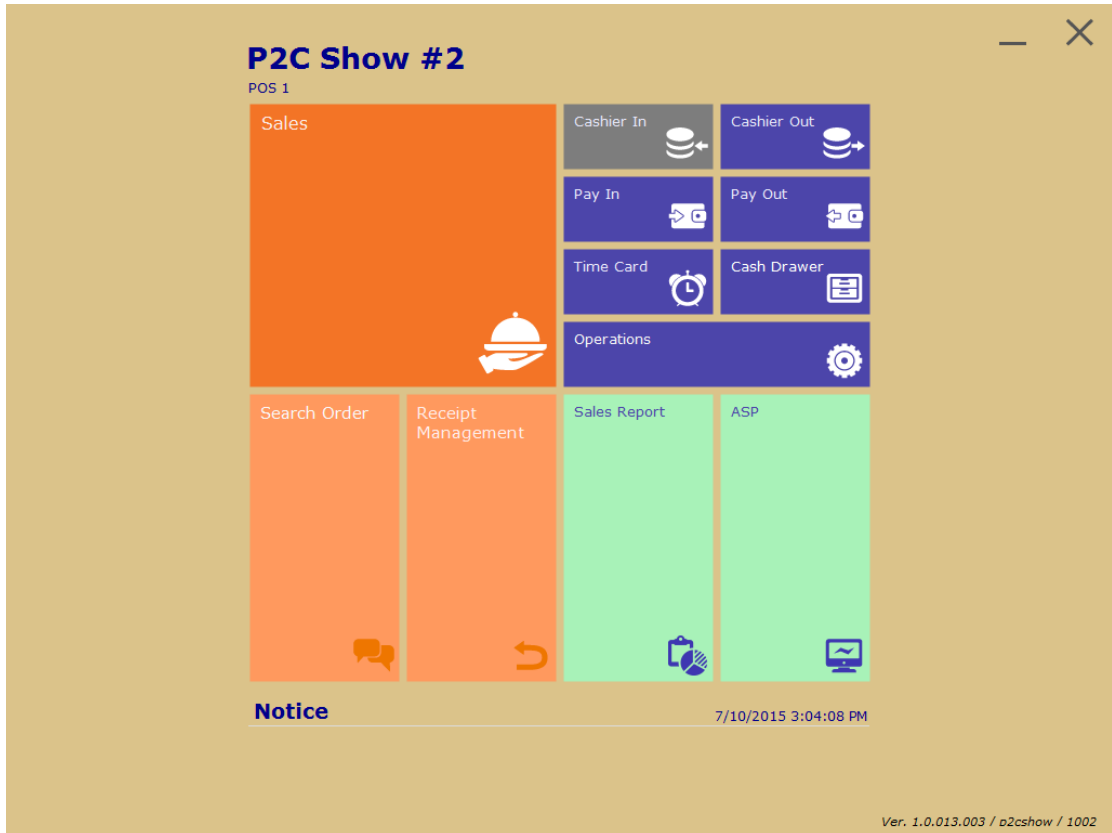 P2C Show #2
POS 1
Sales
Cashier In
Cashier Out
Pay In
Pay Out
Time Card
Cash Drawer
Operations
Search Order
Receipt
Management
Sales Report
ASP
Notice
7/10/2015 3:04:08 PM
Ver. 1.0.013.003 / p2cshow / 1002